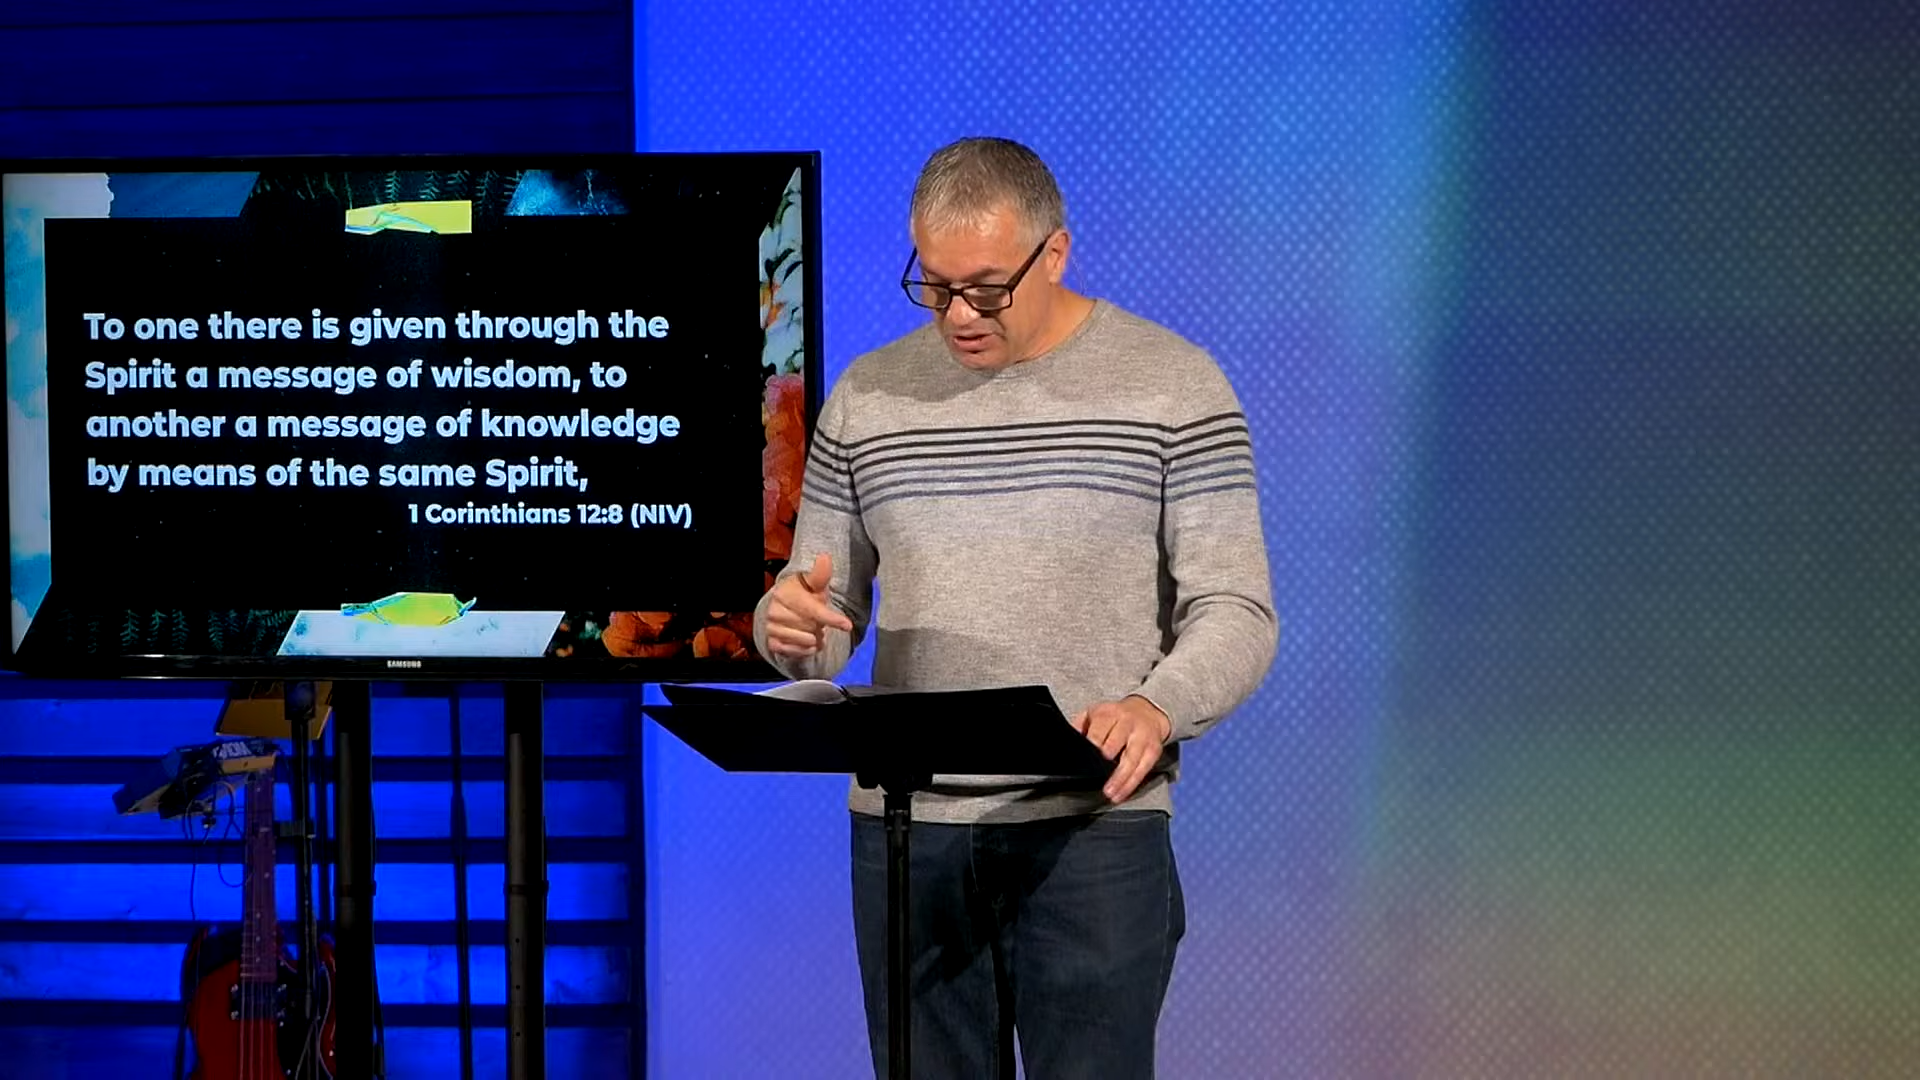 To one there is given through the
Spirit a message of wisdom, to
another a message of knowledge
by means of the same Spirit,
1 Corinthians 12:8 (NIV)
SAMSUNG